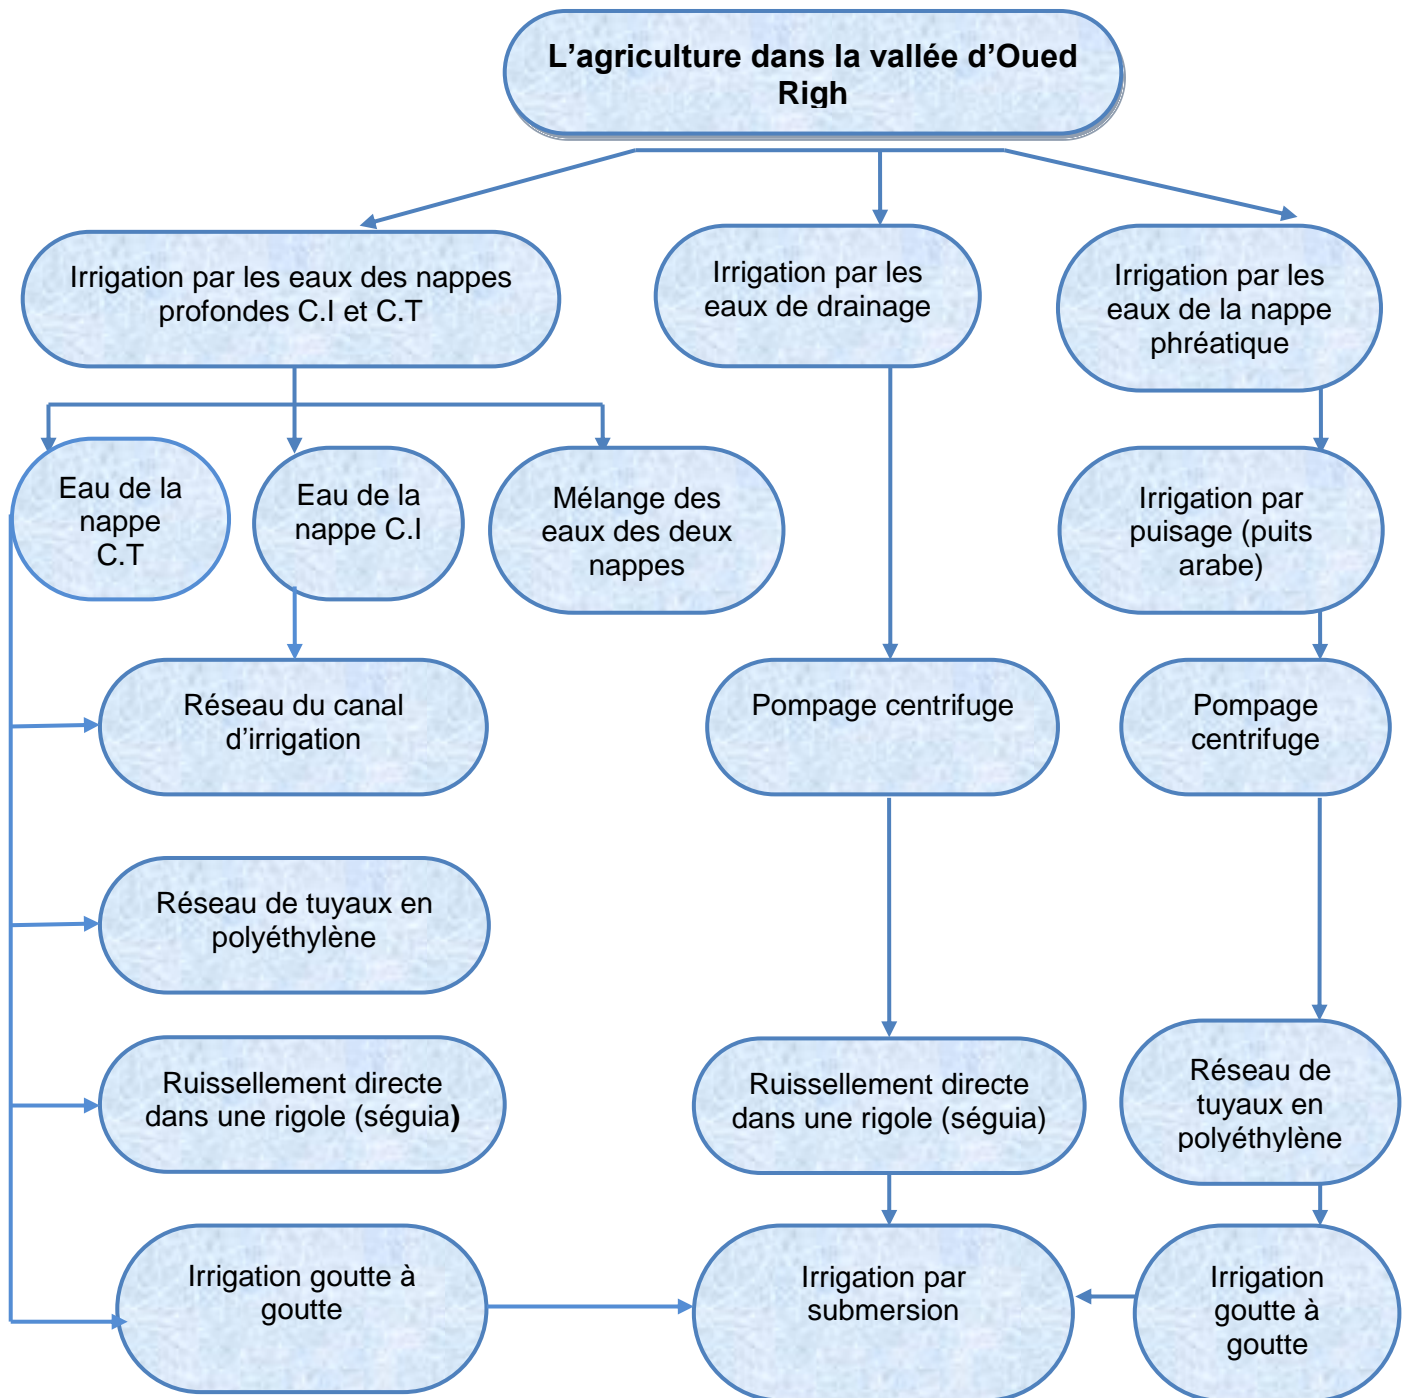 L’agriculture dans la vallée d’Oued
Righ
Irrigation par les eaux des nappes
profondes C.I et C.T
Irrigation par les
eaux de drainage
Irrigation par les
eaux de la nappe
phréatique
Eau de la
nappe
C.T
Eau de la
nappe C.I
Mélange des
eaux des deux
nappes
Irrigation par
puisage (puits
arabe)
Réseau du canal
d’irrigation
Pompage centrifuge
Pompage
centrifuge
Réseau de tuyaux en
polyéthylène
Ruissellement directe
dans une rigole (séguia)
Ruissellement directe
dans une rigole (séguia)
Réseau de
tuyaux en
polyéthylène
Irrigation goutte à
goutte
Irrigation par
submersion
Irrigation
goutte à
goutte